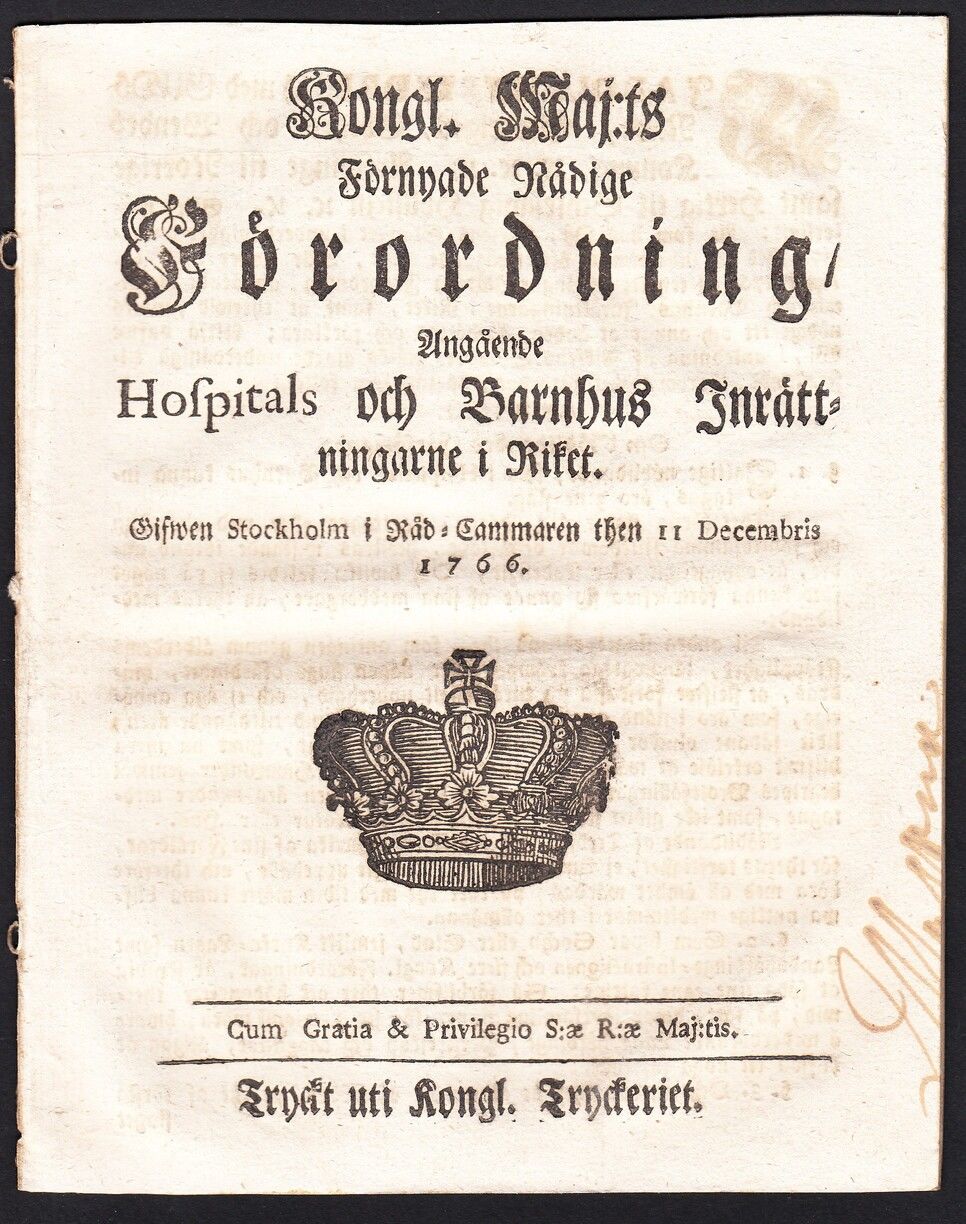 Kongl. Maj:ts
Förnyade Nådige
Förordning/
Angående
Hoſpitals och Barnhus Inrätt⸗
ningarne i Riket.
Gifwen Stockholm i Råd⸗Cammaren then 11 Decembris
1766.
Cum Gratia & Privilegio S:æ R:æ Maj:tis.
Tryckt uti Kongl. Tryckeriet.